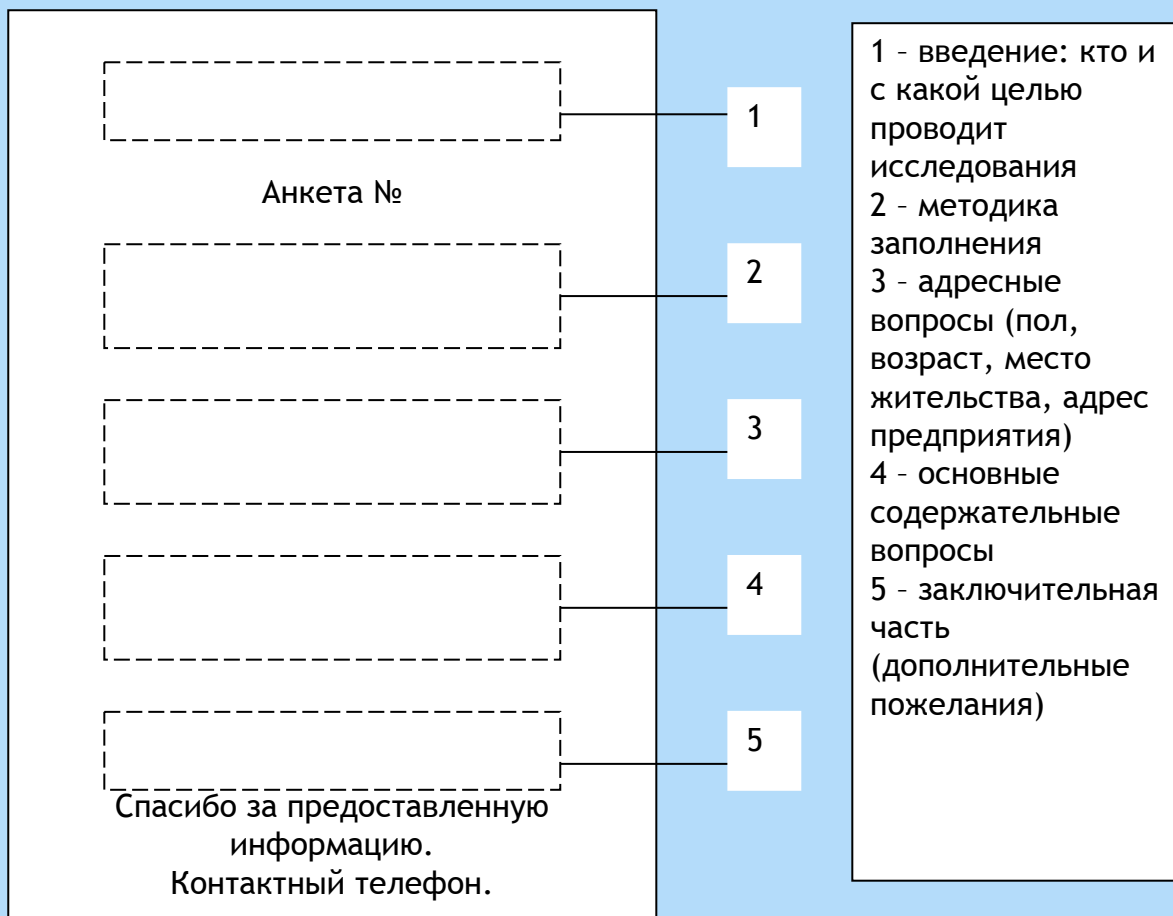 1
Анкета №
2
3
4
5
Спасибо за предоставленную
информацию.
Контактный телефон.
1 – введение: кто и
с какой целью
проводит
исследования
2 – методика
заполнения
3 – адресные
вопросы (пол,
возраст, место
жительства, адрес
предприятия)
4 – основные
содержательные
вопросы
5 – заключительная
часть
(дополнительные
пожелания)